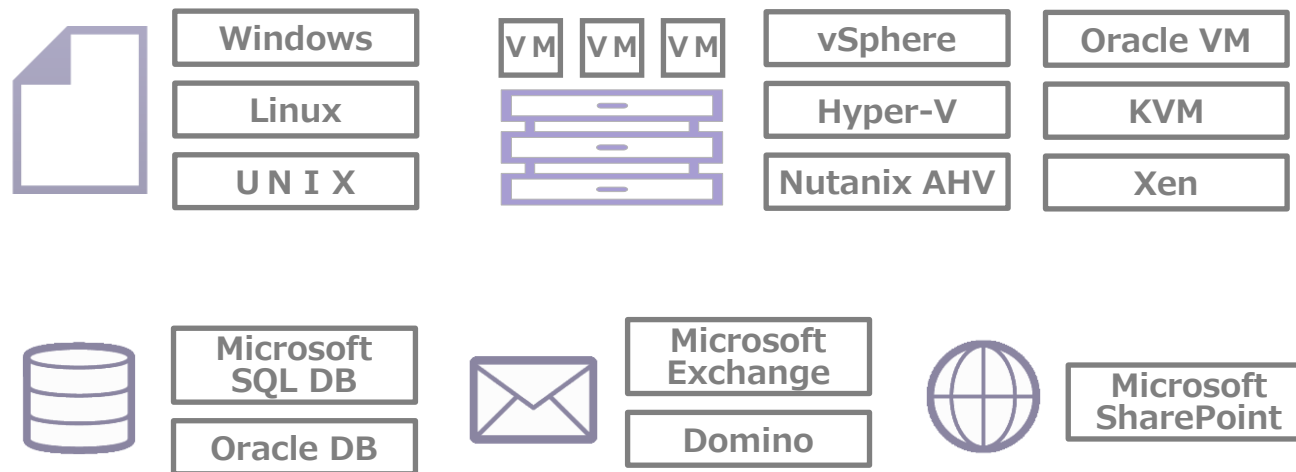 Windows
Linux
ＵＮＩＸ
ＶＭ ＶＭ ＶＭ
vSphere
Hyper-V
Nutanix AHV
Oracle VM
KVM
Xen
Microsoft
SQL DB
Oracle DB
Microsoft
Exchange
Domino
Microsoft
SharePoint